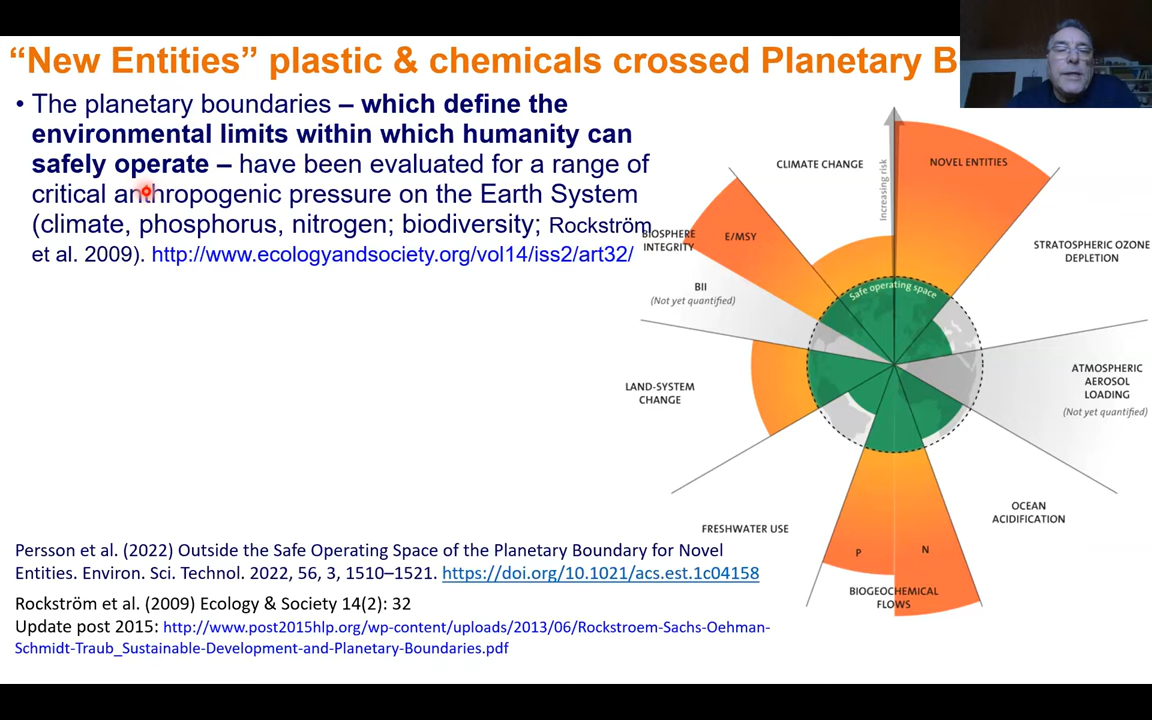 “New Entities” plastic & chemicals crossed Planetary B
• The planetary boundaries – which define the
environmental limits within which humanity can
safely operate – have been evaluated for a range of
critical anthropogenic pressure on the Earth System
(climate, phosphorus, nitrogen; biodiversity; Rockström
et al. 2009). http://www.ecologyandsociety.org/vol14/iss2/art32/
CLIMATE CHANGE
Increasing risk
NOVEL ENTITIES
BIOSPHERE
INTEGRITY
E/MSY
STRATOSPHERIC OZONE
DEPLETION
BII
(Not yet quantified)
Safe operating space
LAND-SYSTEM
CHANGE
ATMOSPHERIC
AEROSOL
LOADING
(Not yet quantified)
FRESHWATER USE
OCEAN
ACIDIFICATION
P
N
BIOGEOCHEMICAL
FLOWS
Persson et al. (2022) Outside the Safe Operating Space of the Planetary Boundary for Novel
Entities. Environ. Sci. Technol. 2022, 56, 3, 1510–1521. https://doi.org/10.1021/acs.est.1c04158
Rockström et al. (2009) Ecology & Society 14(2): 32
Update post 2015: http://www.post2015hlp.org/wp-content/uploads/2013/06/Rockstroem-Sachs-Oehman-
Schmidt-Traub_Sustainable-Development-and-Planetary-Boundaries.pdf